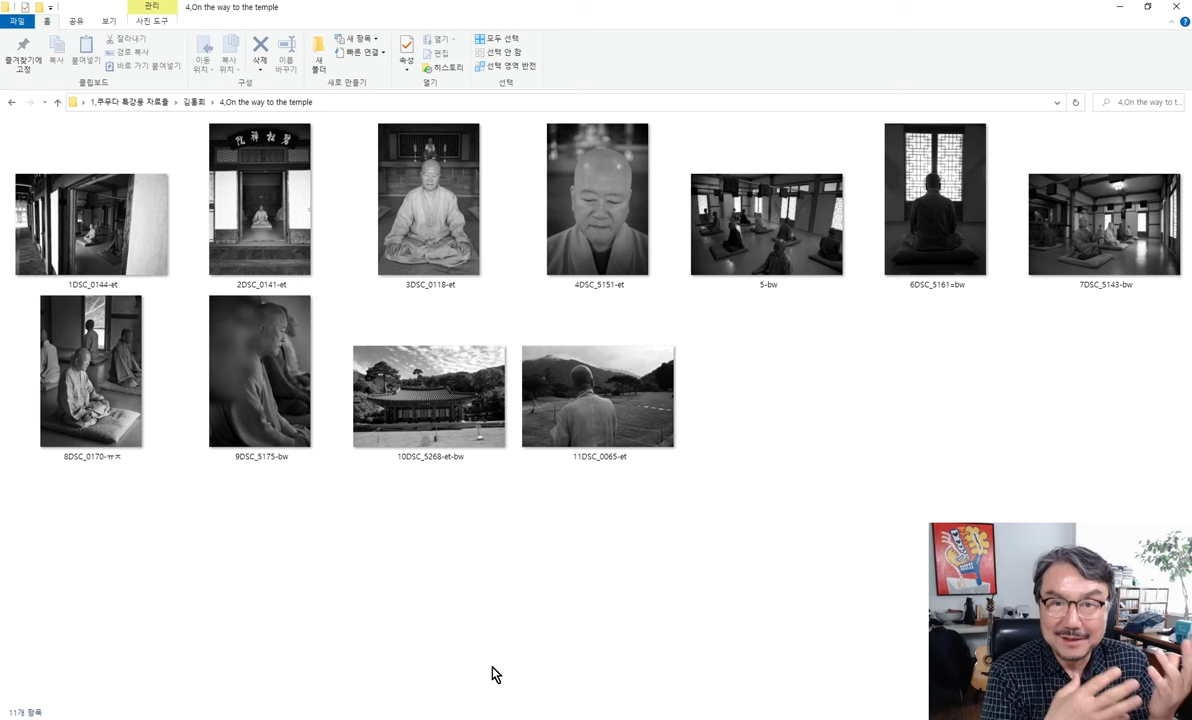 관리
4,On the way to the temple
파일
홈
공유
보기
사진 도구
즐겨찾기에 고정
복사
붙여넣기
잘라내기
경로 복사
바로 가기 붙여넣기
클립보드
이동 위치
복사 위치
삭제
이름 바꾸기
구성
새 폴더
새 항목
빠른 연결
새로 만들기
속성
열기
편집
히스토리
열기
모두 선택
선택 안 함
선택 영역 반전
선택
1,쿠우다 특강용 자료들 > 김홍희 > 4,On the way to the temple
4,On the way to t...
1DSC_0144-et
2DSC_0141-et
3DSC_0118-et
4DSC_5151-et
5-bw
6DSC_5161=bw
7DSC_5143-bw
8DSC_0170-ㅠㅈ
9DSC_5175-bw
10DSC_5268-et-bw
11DSC_0065-et
11개 항목